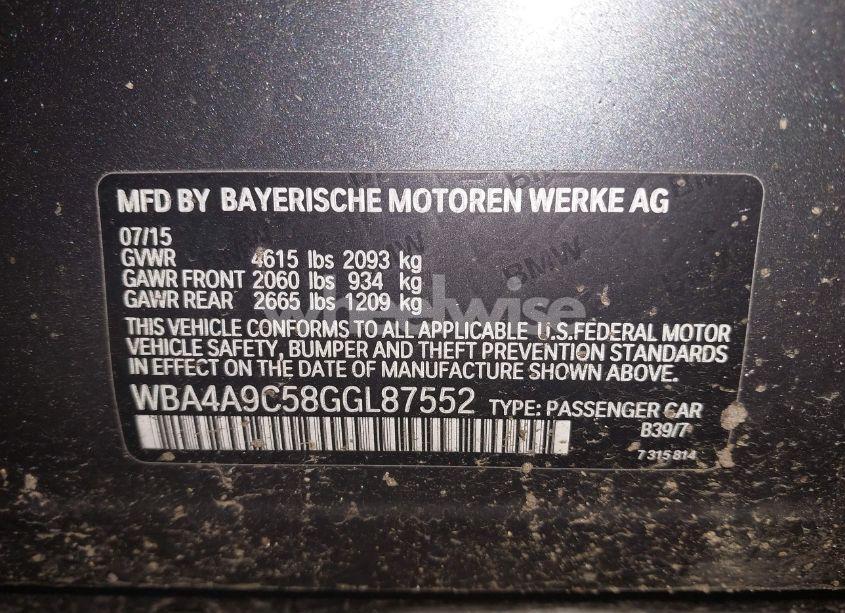 MFD BY BAYERISCHE MOTOREN WERKE AG
07/15
GVWR 4615 lbs 2093 kg
GAWR FRONT 2060 lbs 934 kg
GAWR REAR 2665 lbs 1209 kg
BMW
wheelwise
THIS VEHICLE CONFORMS TO ALL APPLICABLE U.S.FEDERAL MOTOR
VEHICLE SAFETY, BUMPER AND THEFT PREVENTION STANDARDS
IN EFFECT ON THE DATE OF MANUFACTURE SHOWN ABOVE.
WBA4A9C58GGL87552 TYPE: PASSENGER CAR
B39/7
7 315 814